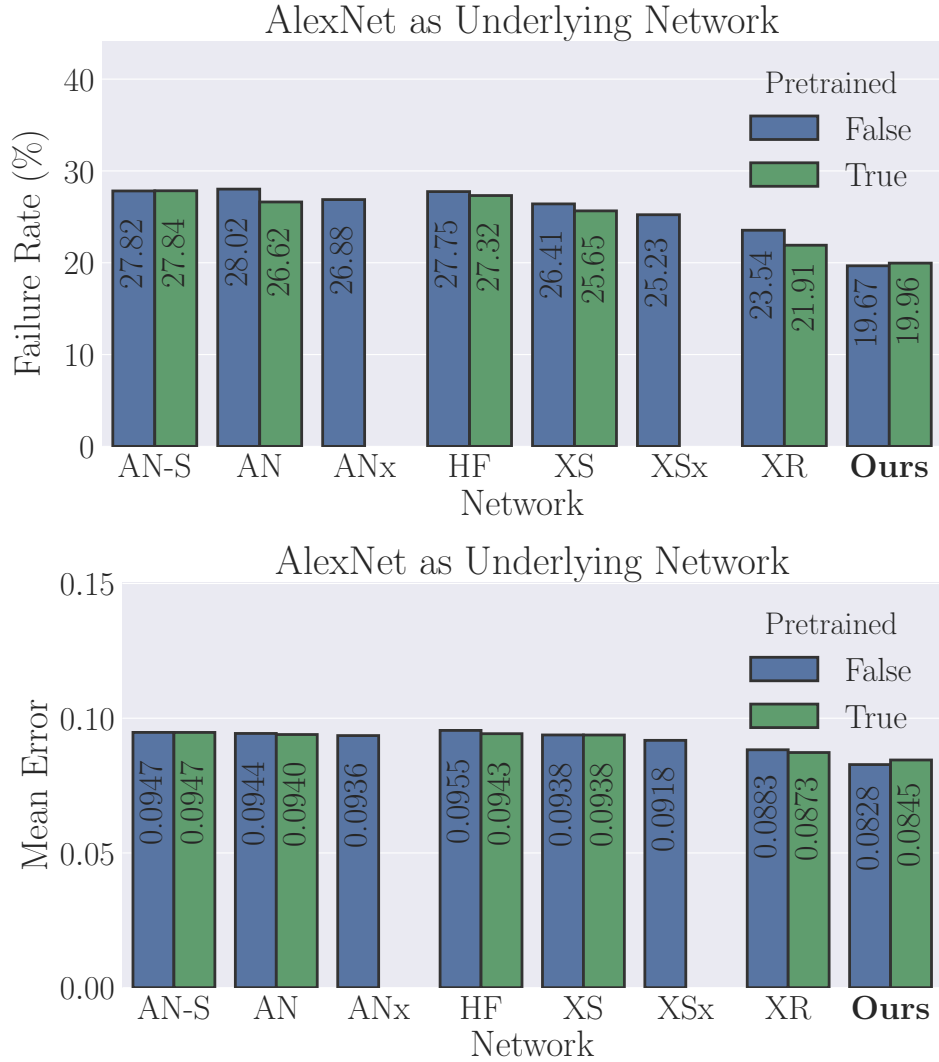 AlexNet as Underlying Network
Failure Rate (%)
40
30
20
10
0
Pretrained
False
True
27.82
27.84
28.02
26.62
26.88
27.75
27.32
26.41
25.65
25.23
23.54
21.91
19.67
19.96
AN-S AN ANx HF XS XSx XR Ours
Network
AlexNet as Underlying Network
Mean Error
0.15
0.10
0.05
0.00
Pretrained
False
True
0.0947
0.0947
0.0944
0.0940
0.0936
0.0955
0.0943
0.0938
0.0938
0.0918
0.0883
0.0873
0.0828
0.0845
AN-S AN ANx HF XS XSx XR Ours
Network